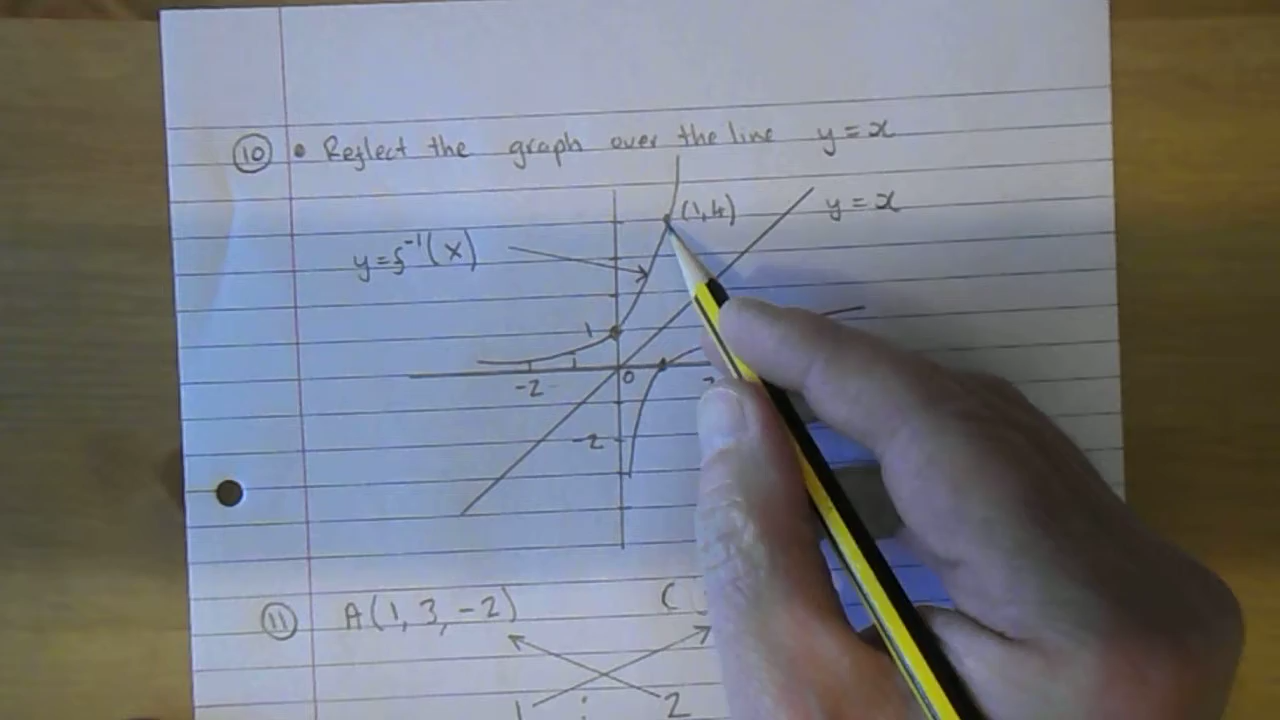 ⑩ • Reflect the graph over the line y = x
(1,4) y = x
y = f⁻¹(x)
1
-2 0
-2
⑪ A(1, 3, -2) C(
1 : 2